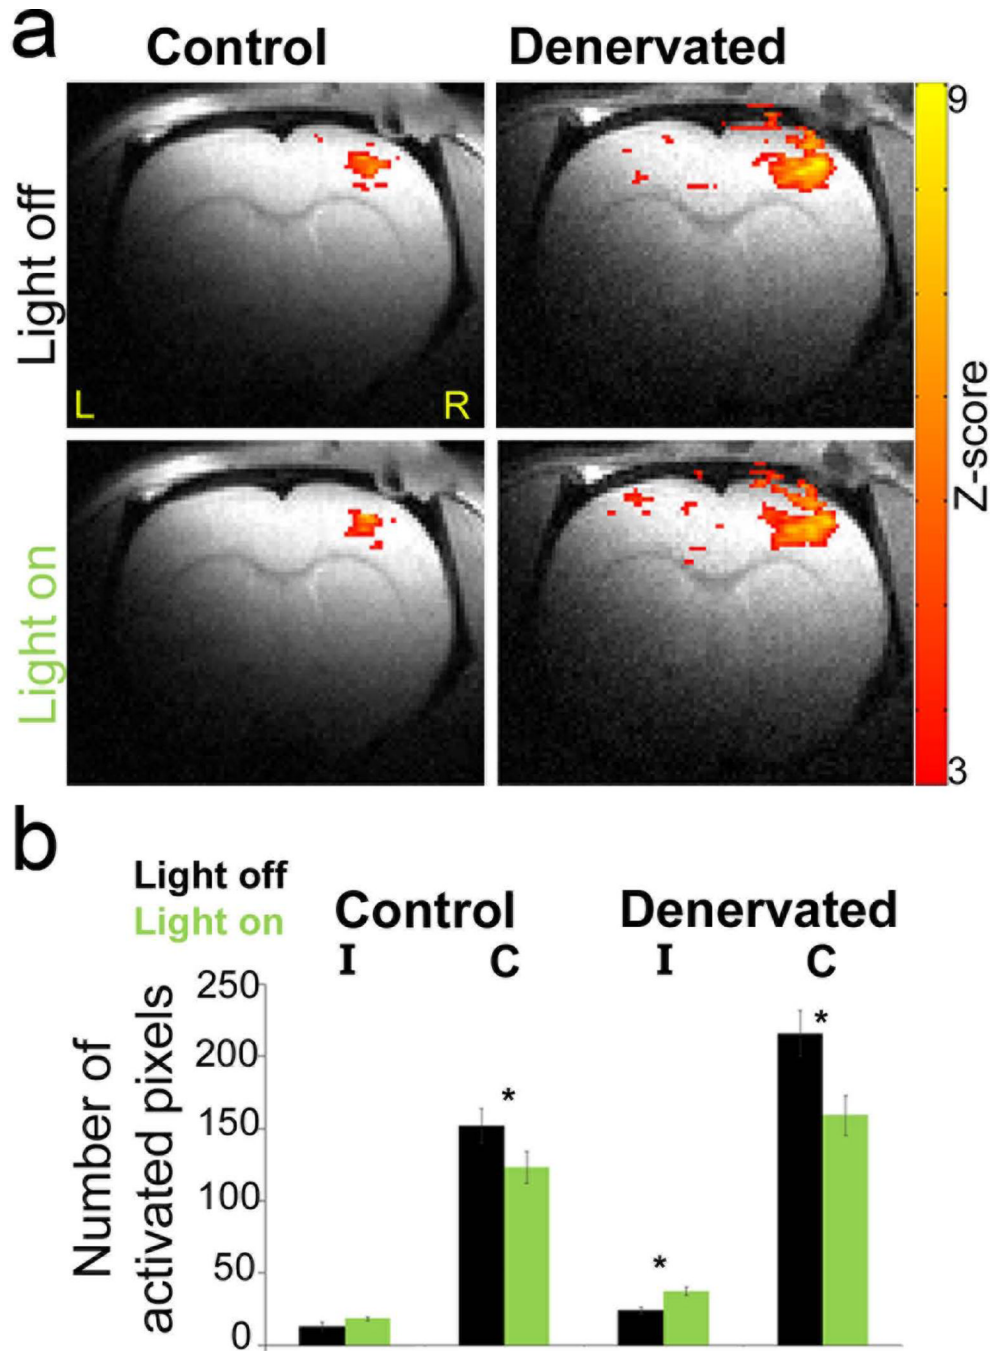 a
Control Denervated
Light off
L R
Light on
9
Z-score
3
b
Light off
Light on
Control Denervated
I C I C
Number of
activated pixels
250
200
150
100
50
0
*
*
*